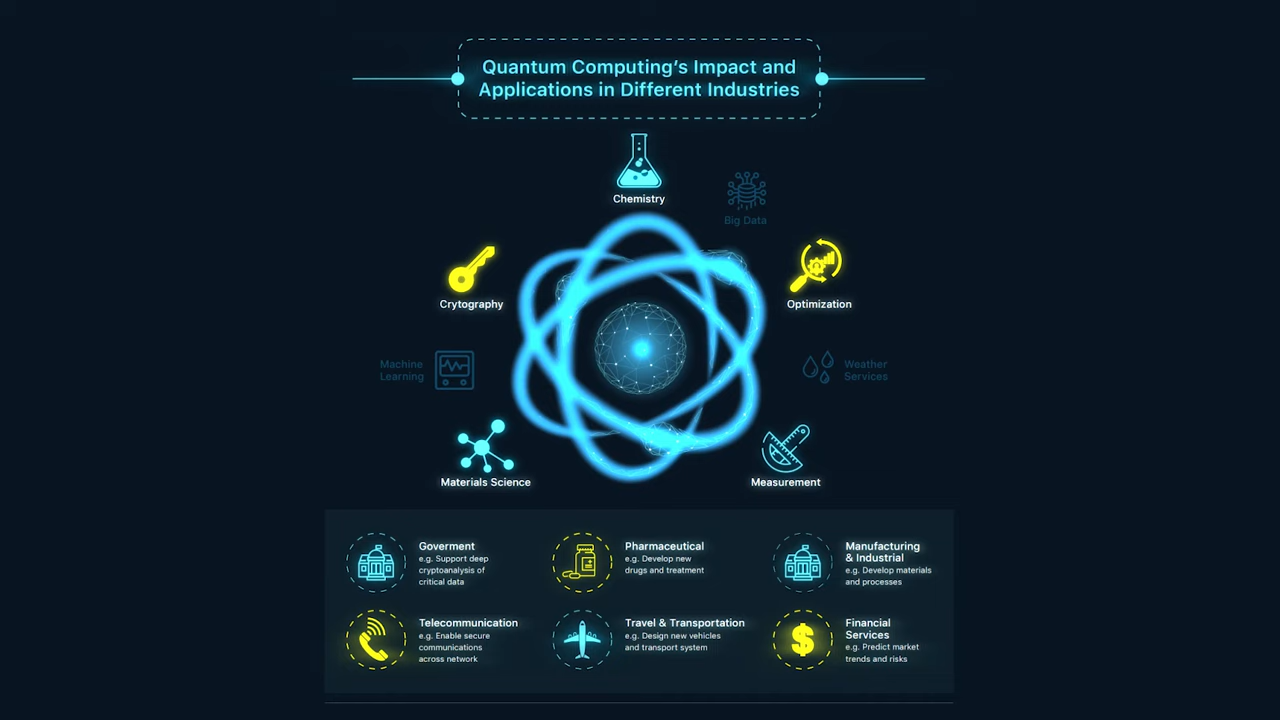 Quantum Computing's Impact and
Applications in Different Industries
Chemistry
Big Data
Crytography
Optimization
Machine
Learning
Weather
Services
Materials Science
Measurement
Goverment
e.g. Support deep
cryptoanalysis of
critical data
Pharmaceutical
e.g. Develop new
drugs and treatment
Manufacturing
& Industrial
e.g. Develop materials
and processes
Telecommunication
e.g. Enable secure
communications
across network
Travel & Transportation
e.g. Design new vehicles
and transport system
Financial
Services
e.g. Predict market
trends and risks